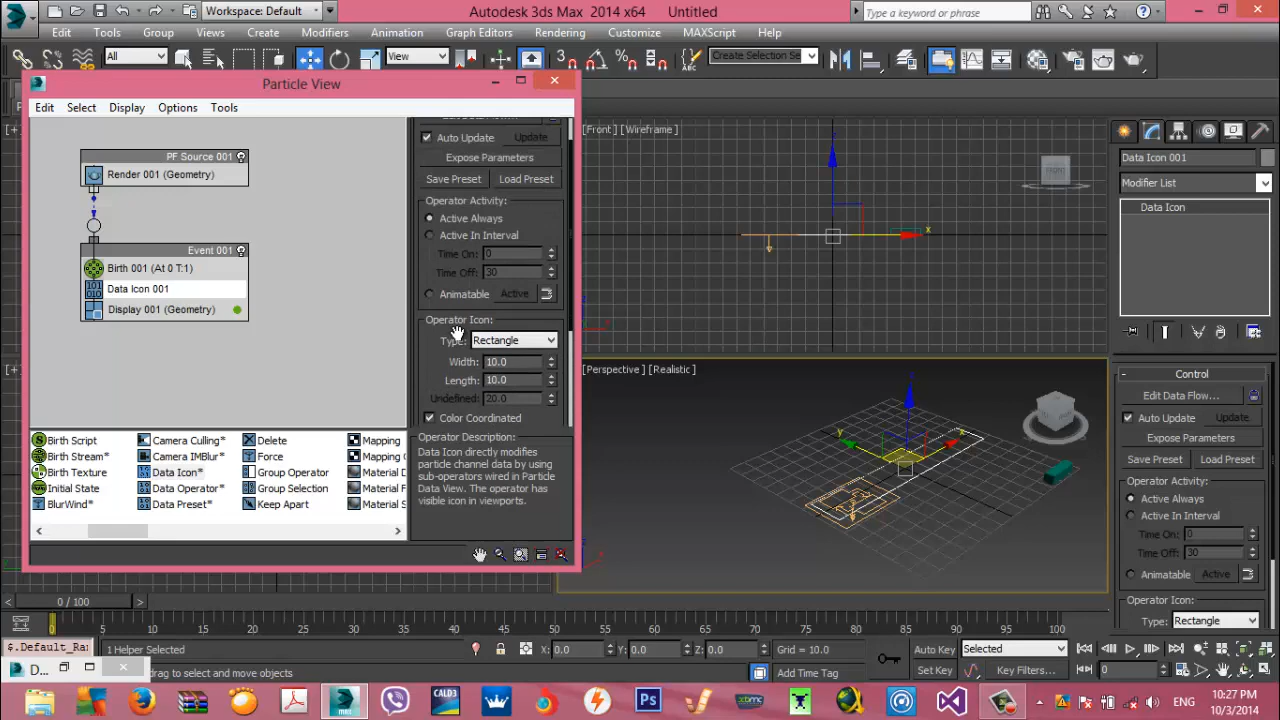 Workspace: Default
Autodesk 3ds Max 2014 x64 Untitled
Type a keyword or phrase
Edit Tools Group Views Create Modifiers Animation Graph Editors Rendering Customize MAXScript Help
All
View
Create Selection Se
Particle View
Edit Select Display Options Tools
PF Source 001
Render 001 (Geometry)
Event 001
Birth 001 (At 0 T:1)
Data Icon 001
Display 001 (Geometry)
Auto Update Update
Expose Parameters
Save Preset Load Preset
Operator Activity:
Active Always
Active In Interval
Time On: 0
Time Off: 30
Animatable Active
Operator Icon:
Type: Rectangle
Width: 10.0
Length: 10.0
Undefined: 20.0
Color Coordinated
Operator Description:
Data Icon directly modifies
particle channel data by using
sub-operators wired in Particle
Data View. The operator has
visible icon in viewports.
Birth Script Camera Culling* Delete Mapping
Birth Stream* Camera IMBlur* Force Mapping
Birth Texture Data Icon* Group Operator Material D
Initial State Data Operator* Group Selection Material F
BlurWind* Data Preset* Keep Apart Material S
[Front] [Wireframe]
FRONT
x
[Perspective] [Realistic]
y
x
Data Icon 001
Modifier List
Data Icon
Control
Edit Data Flow...
Auto Update Update
Expose Parameters
Save Preset Load Preset
Operator Activity:
Active Always
Active In Interval
Time On: 0
Time Off: 30
Animatable Active
Operator Icon:
Type: Rectangle
0 / 100
0 5 10 15 20 25 30 35 40 45 50 55 60 65 70 75 80 85 90 95 100
$.Default_Ra
1 Helper Selected
X: 0.0 Y: 0.0 Z: 0.0 Grid = 10.0
Auto Key Selected
D...
drag to select and move objects
Add Time Tag
Set Key Key Filters...
0
CALD3
Ps
xbmc
ENG
10:27 PM
10/3/2014